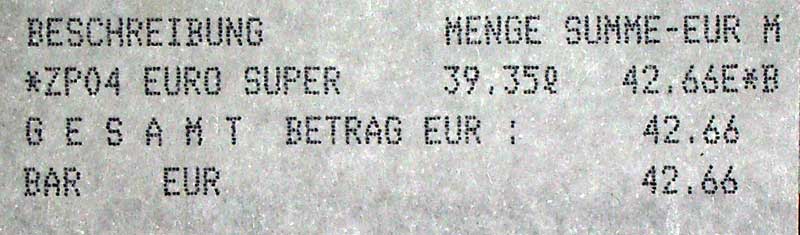 BESCHREIBUNG MENGE SUMME-EUR M
*ZP04 EURO SUPER 39.35ℓ 42.66E*B
G E S A M T BETRAG EUR : 42.66
BAR EUR 42.66